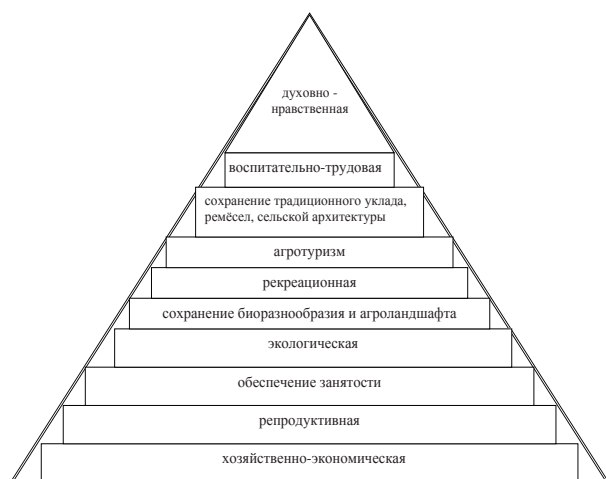 духовно -
нравственная
воспитательно-трудовая
сохранение традиционного уклада,
ремёсел, сельской архитектуры
агротуризм
рекреационная
сохранение биоразнообразия и агроландшафта
экологическая
обеспечение занятости
репродуктивная
хозяйственно-экономическая